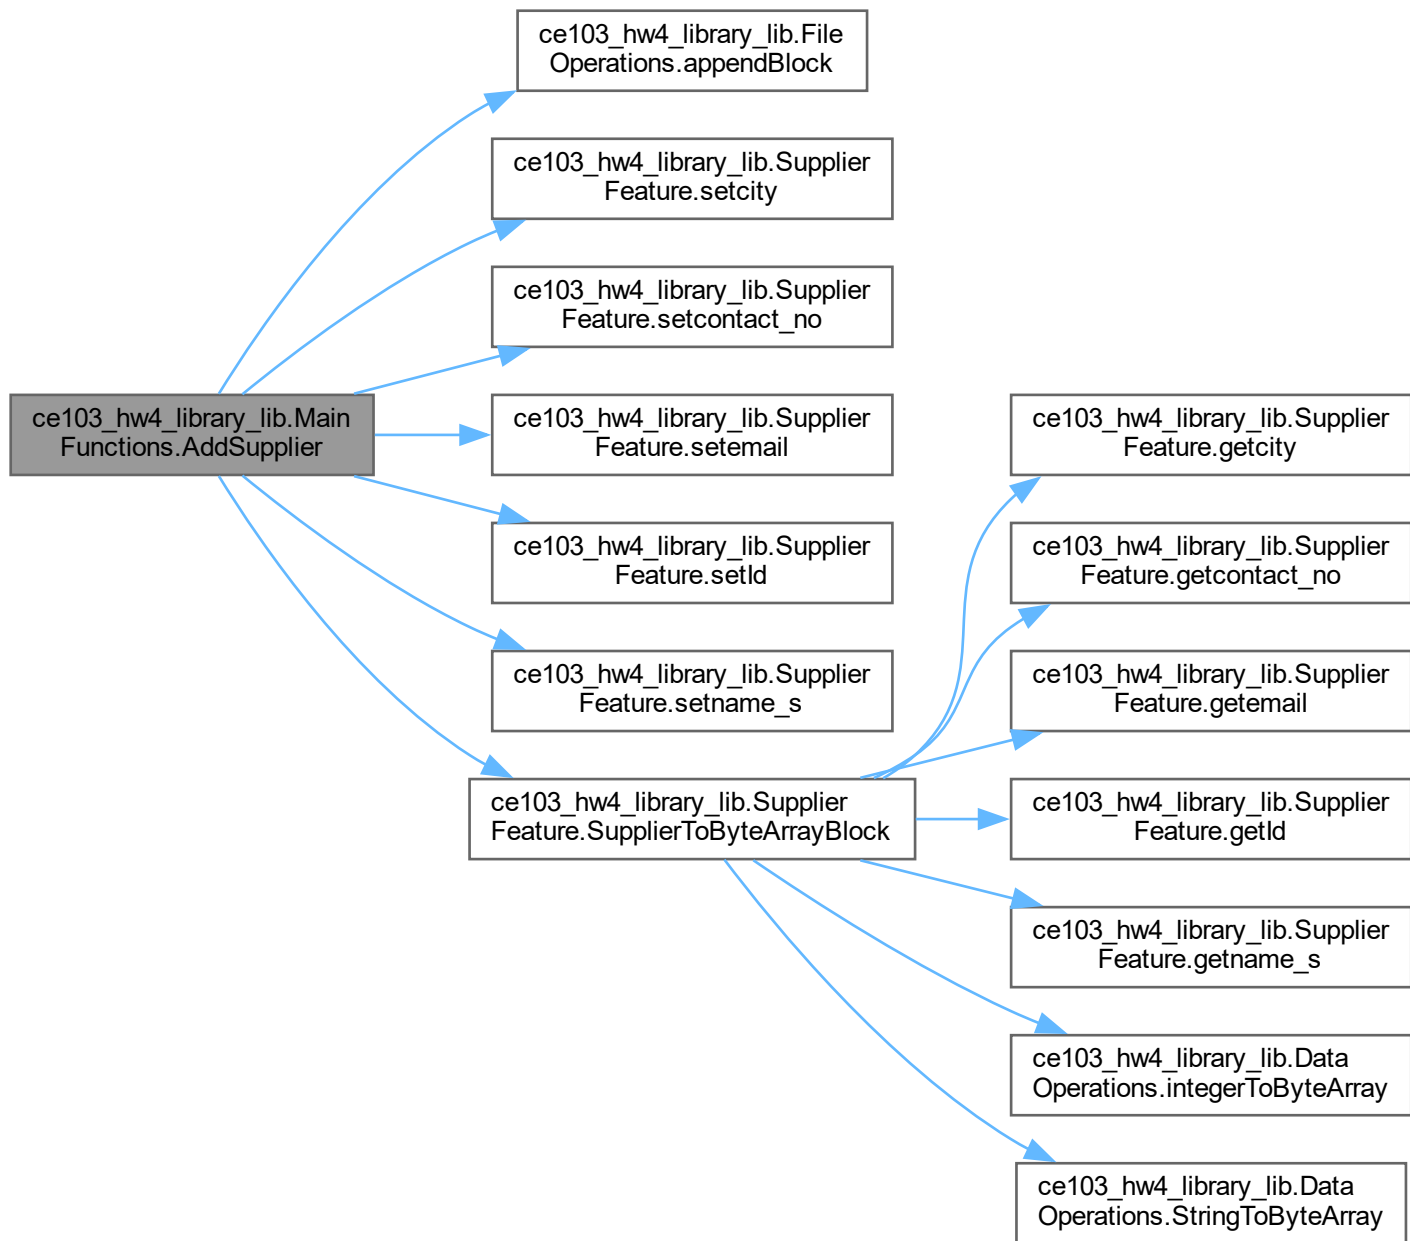 ce103_hw4_library_lib.File
Operations.appendBlock
ce103_hw4_library_lib.Supplier
Feature.setcity
ce103_hw4_library_lib.Supplier
Feature.setcontact_no
ce103_hw4_library_lib.Main
Functions.AddSupplier
ce103_hw4_library_lib.Supplier
Feature.setemail
ce103_hw4_library_lib.Supplier
Feature.setId
ce103_hw4_library_lib.Supplier
Feature.setname_s
ce103_hw4_library_lib.Supplier
Feature.SupplierToByteArrayBlock
ce103_hw4_library_lib.Supplier
Feature.getcity
ce103_hw4_library_lib.Supplier
Feature.getcontact_no
ce103_hw4_library_lib.Supplier
Feature.getemail
ce103_hw4_library_lib.Supplier
Feature.getId
ce103_hw4_library_lib.Supplier
Feature.getname_s
ce103_hw4_library_lib.Data
Operations.integerToByteArray
ce103_hw4_library_lib.Data
Operations.StringToByteArray